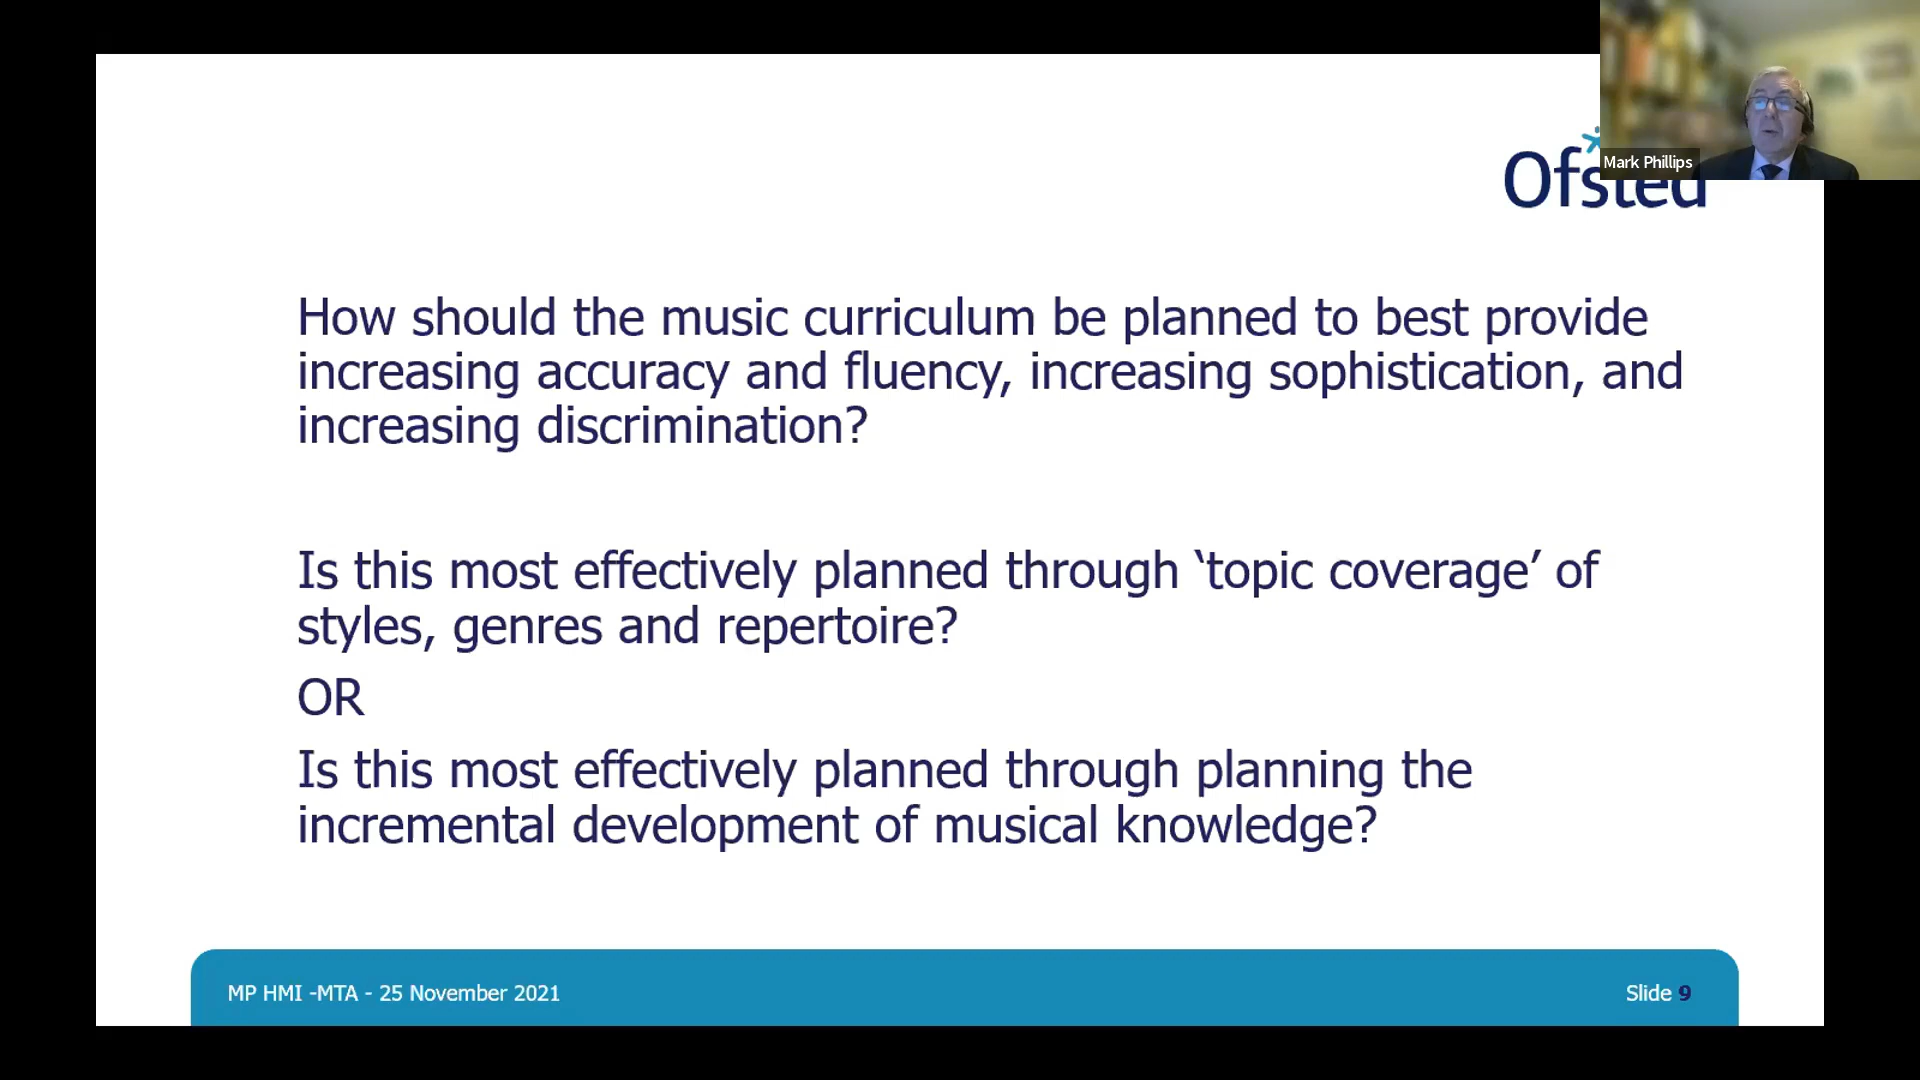 Mark Phillips
Ofsted
How should the music curriculum be planned to best provide
increasing accuracy and fluency, increasing sophistication, and
increasing discrimination?
Is this most effectively planned through ‘topic coverage’ of
styles, genres and repertoire?
OR
Is this most effectively planned through planning the
incremental development of musical knowledge?
MP HMI -MTA - 25 November 2021
Slide 9